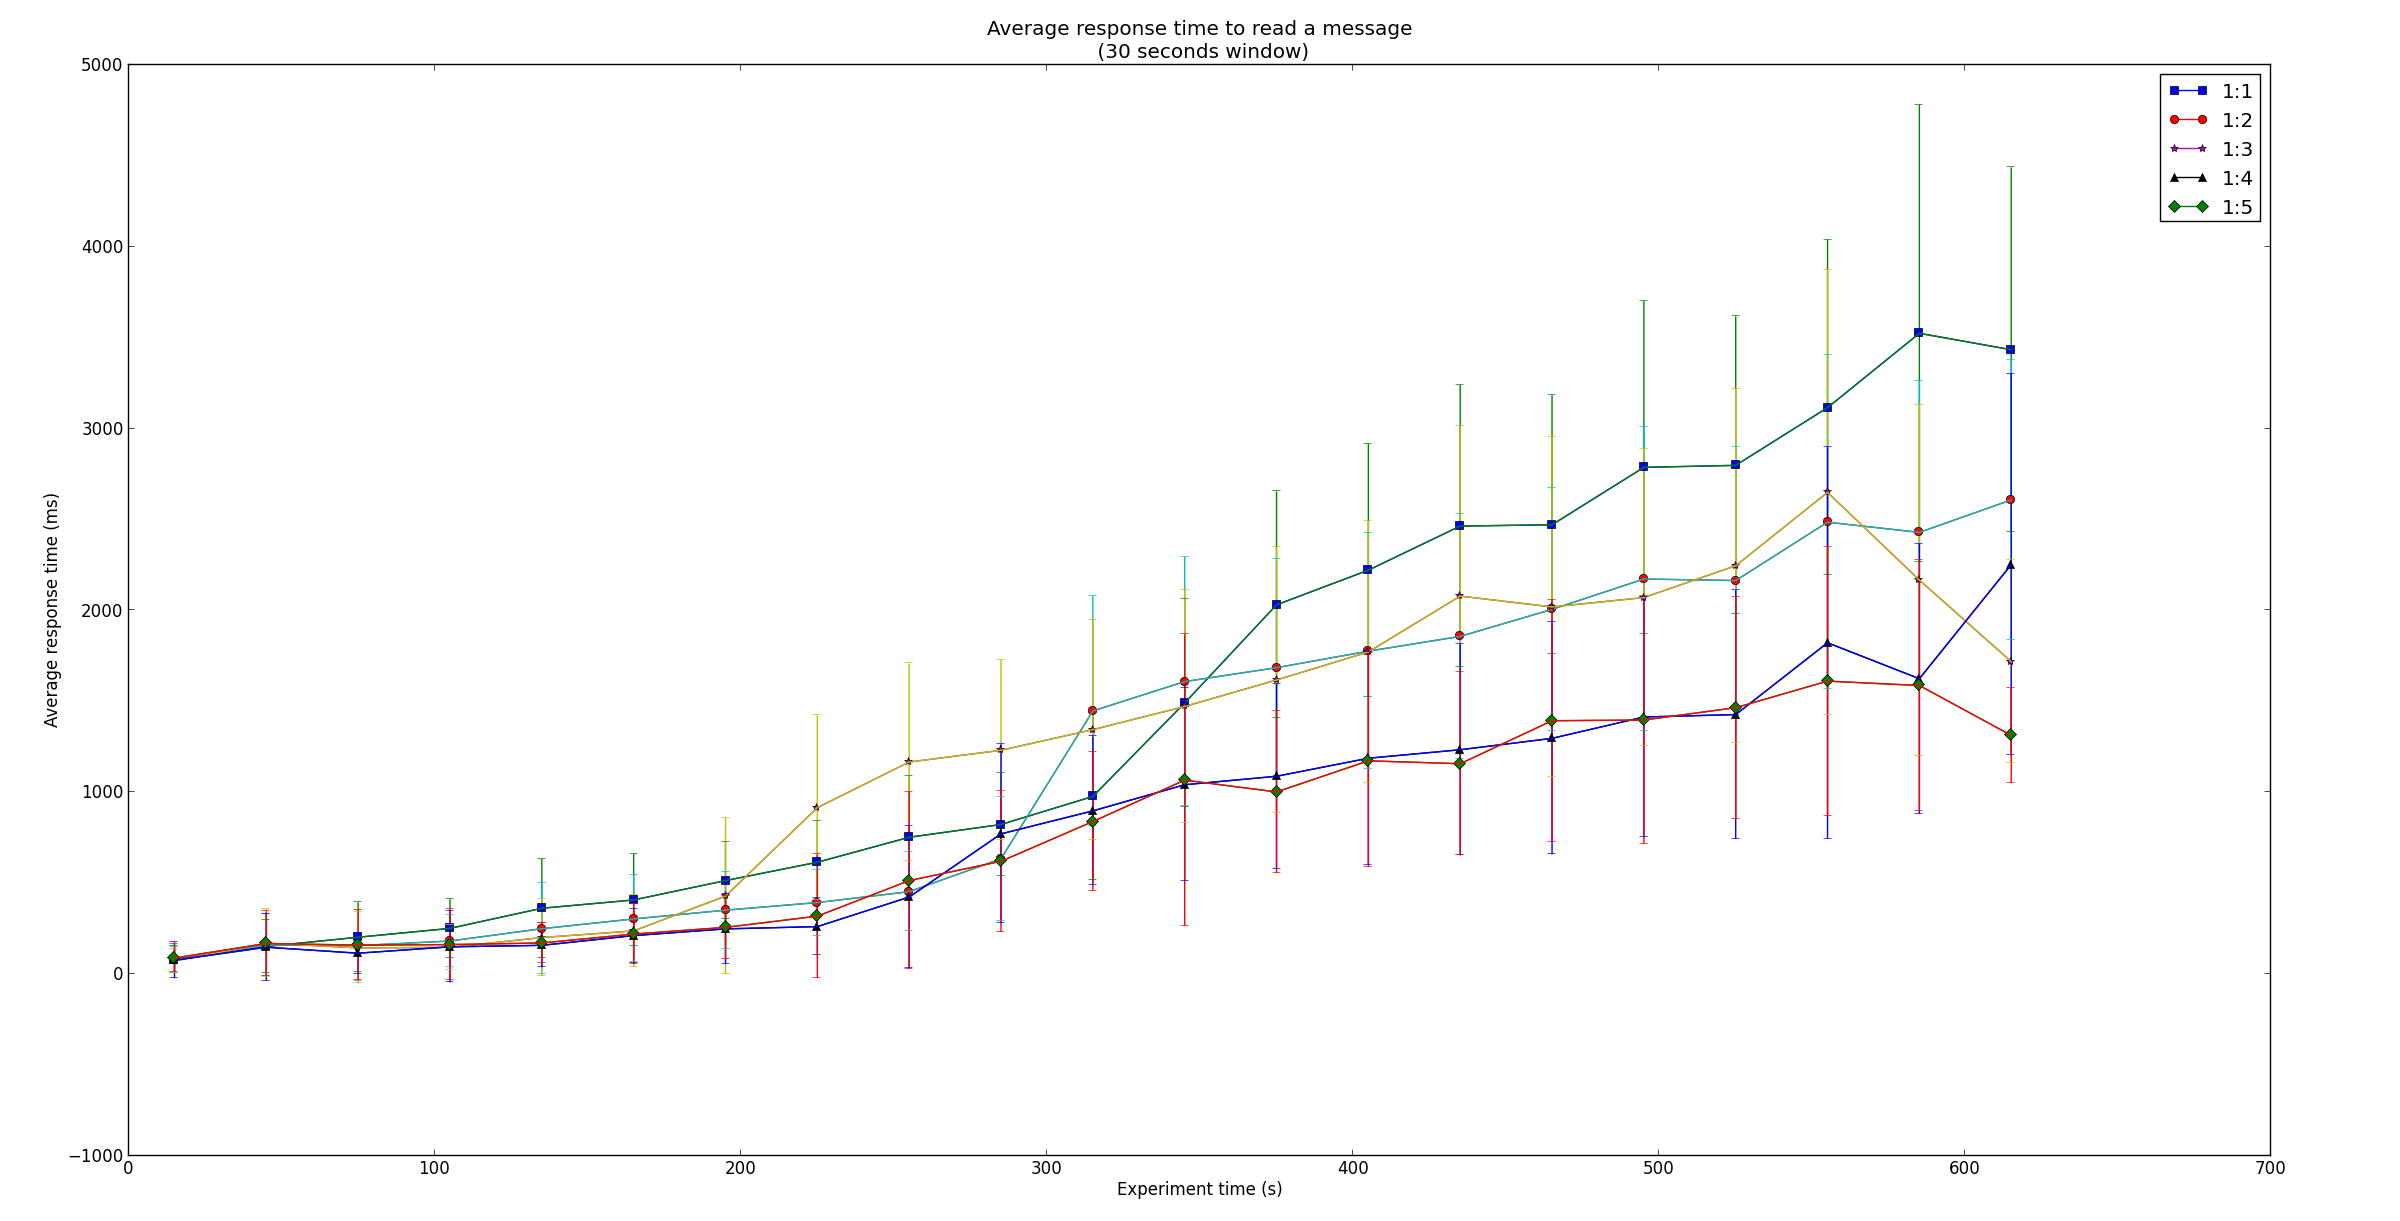 Average response time to read a message
(30 seconds window)
5000
4000
3000
2000
1000
0
−1000
Average response time (ms)
0 100 200 300 400 500 600 700
Experiment time (s)
1:1
1:2
1:3
1:4
1:5